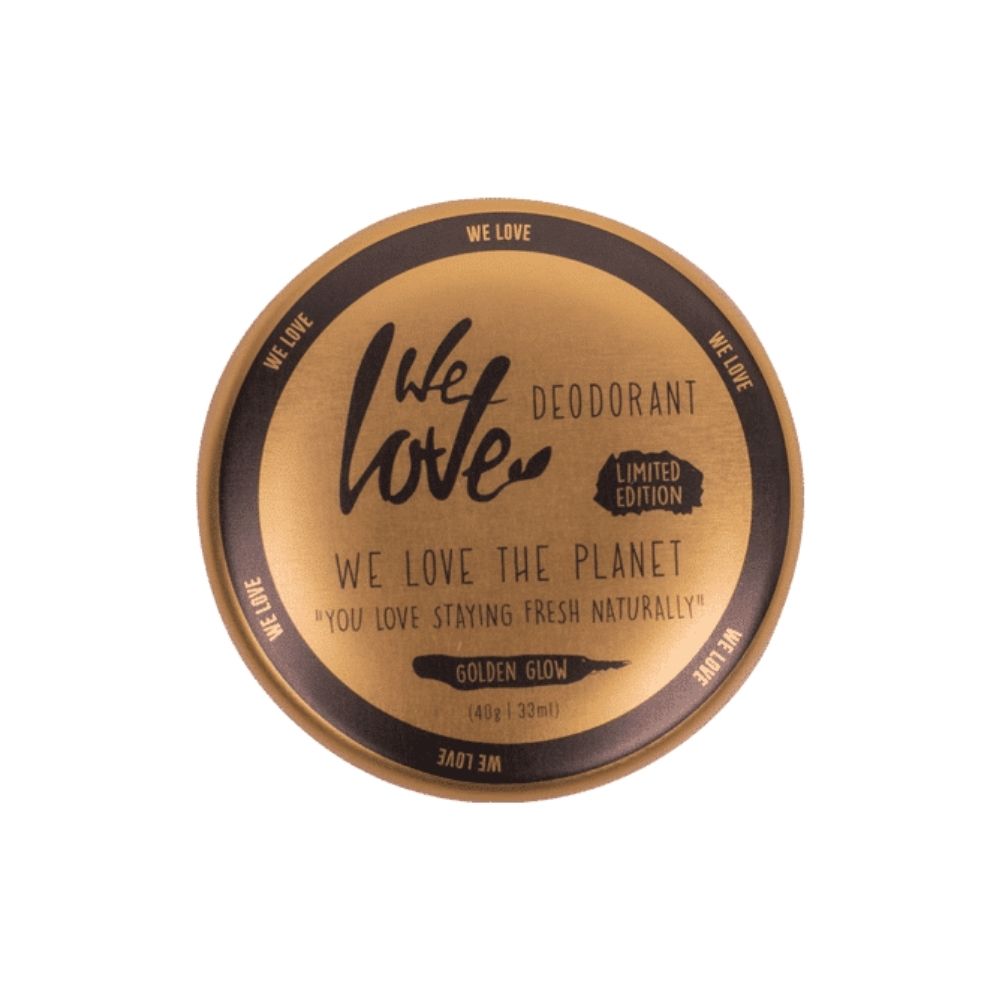 WE LOVE
WE LOVE
WE LOVE
We
love
DEODORANT
LIMITED
EDITION
WE LOVE THE PLANET
"YOU LOVE STAYING FRESH NATURALLY"
GOLDEN GLOW
(40g | 33ml)
WE LOVE
WE LOVE
WE LOVE